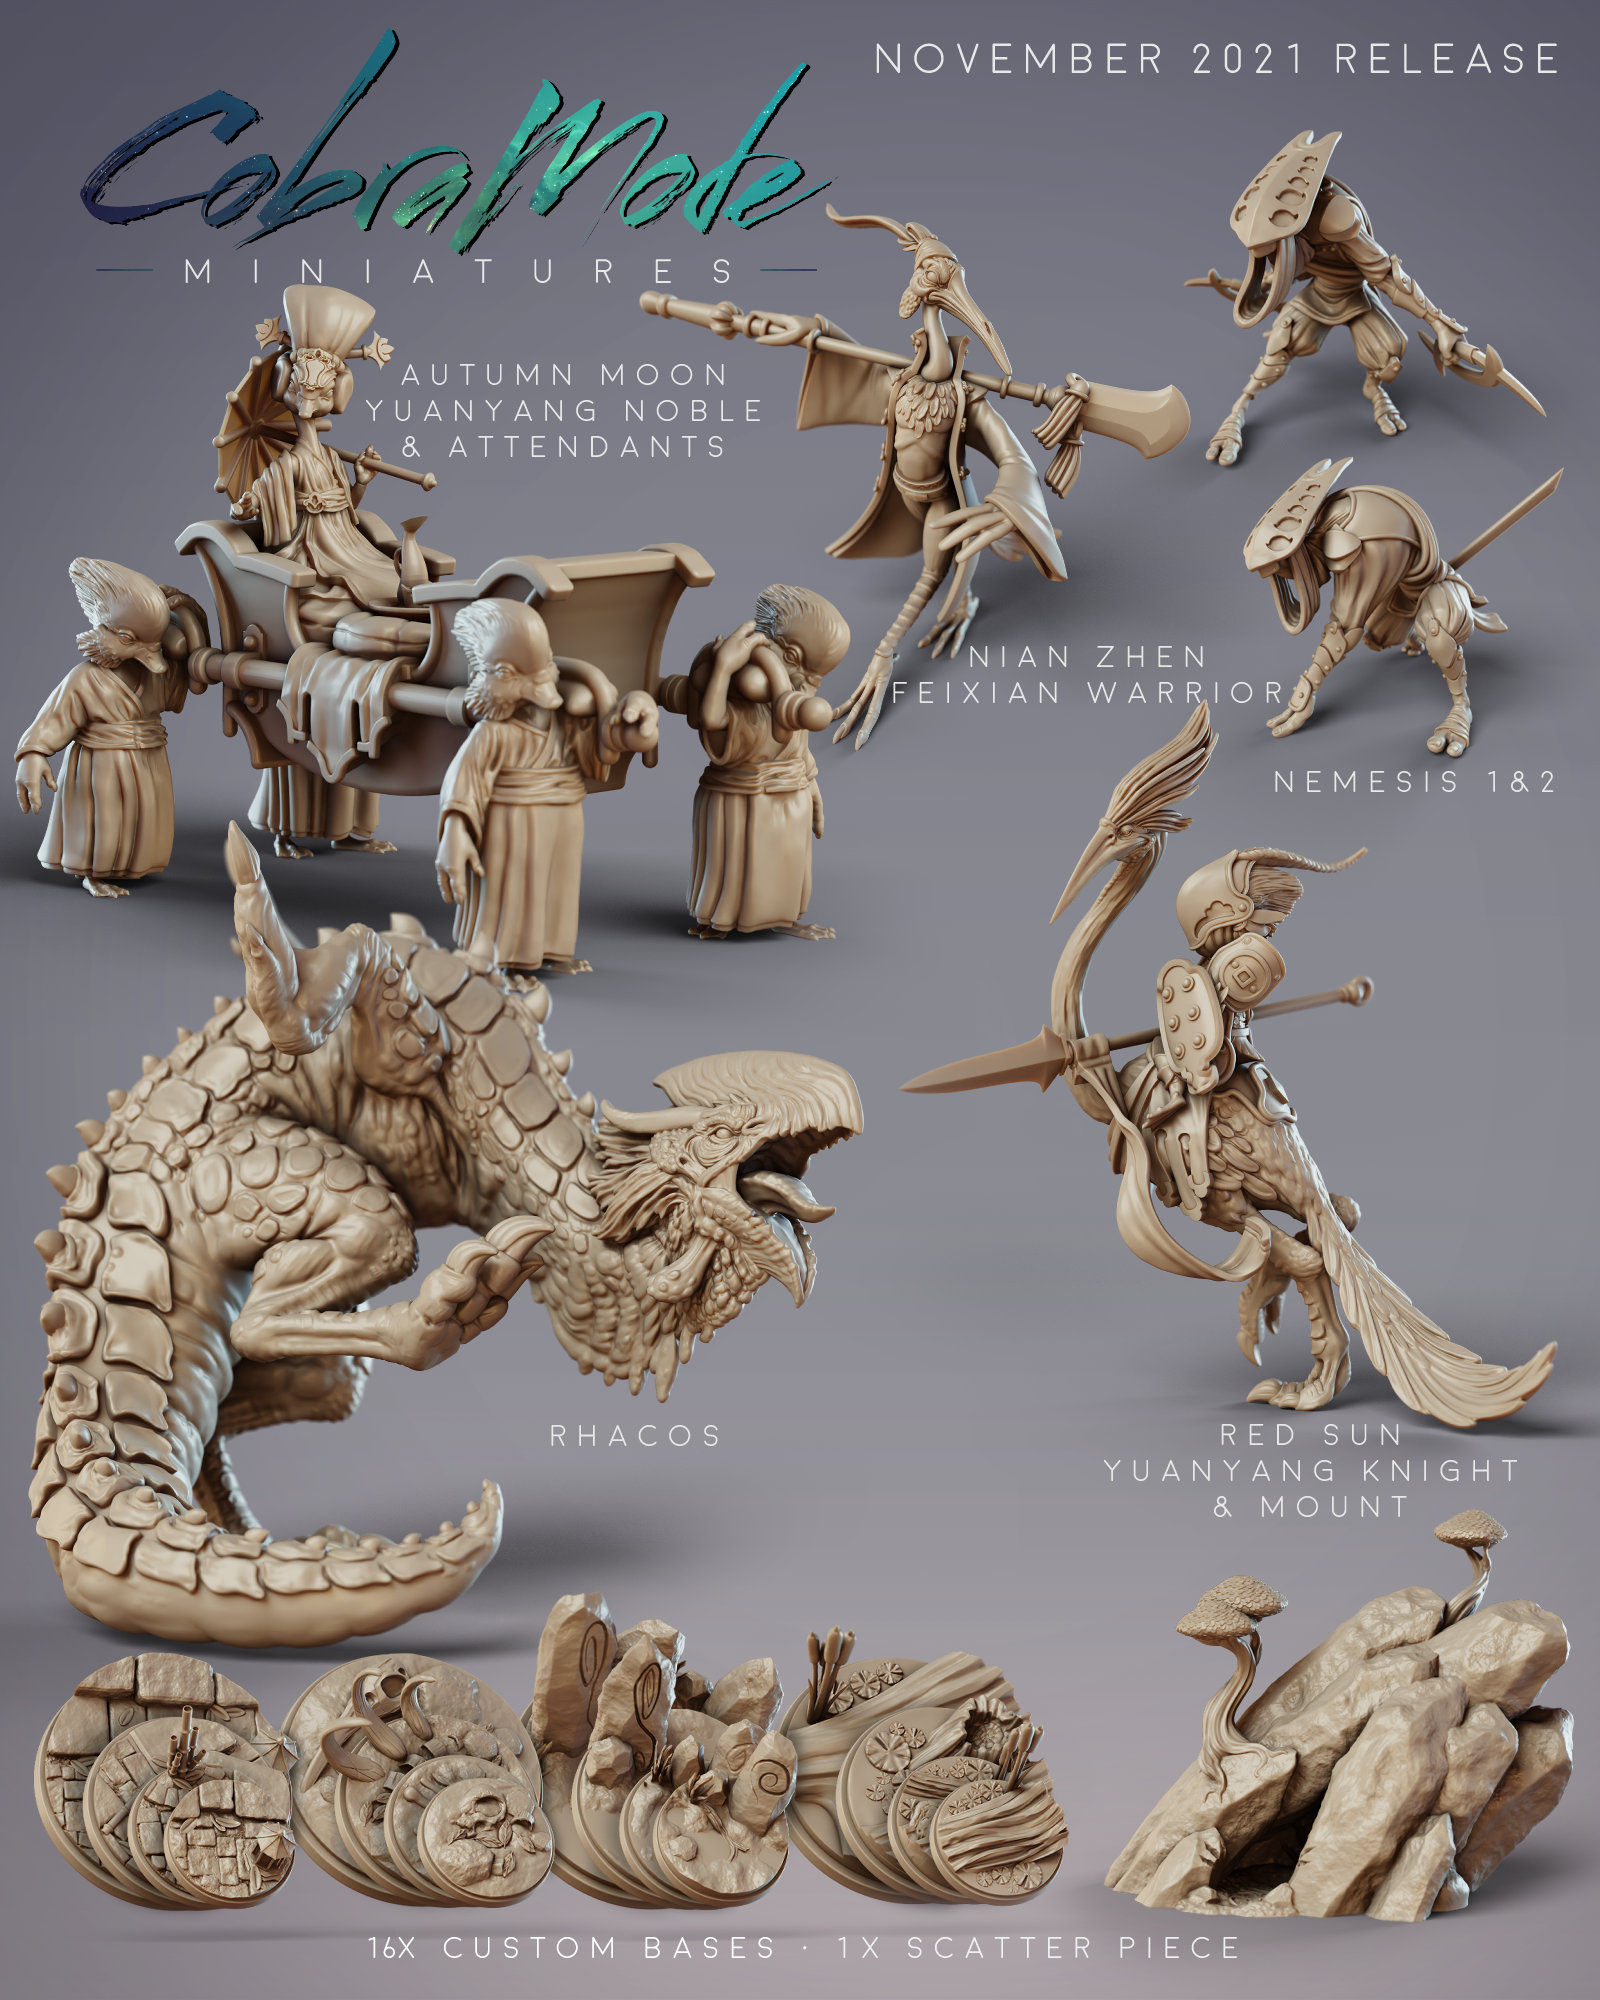 NOVEMBER 2021 RELEASE
CobraMode
MINIATURES
AUTUMN MOON
YUANYANG NOBLE
& ATTENDANTS
NIAN ZHEN
FEIXIAN WARRIOR
NEMESIS 1&2
RHACOS
RED SUN
YUANYANG KNIGHT
& MOUNT
16X CUSTOM BASES · 1X SCATTER PIECE